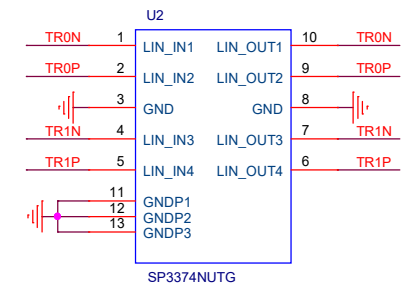 U2
TR0N 1 LIN_IN1 LIN_OUT1 10 TR0N
TR0P 2 LIN_IN2 LIN_OUT2 9 TR0P
3 GND GND 8
TR1N 4 LIN_IN3 LIN_OUT3 7 TR1N
TR1P 5 LIN_IN4 LIN_OUT4 6 TR1P
11 GNDP1
12 GNDP2
13 GNDP3
SP3374NUTG